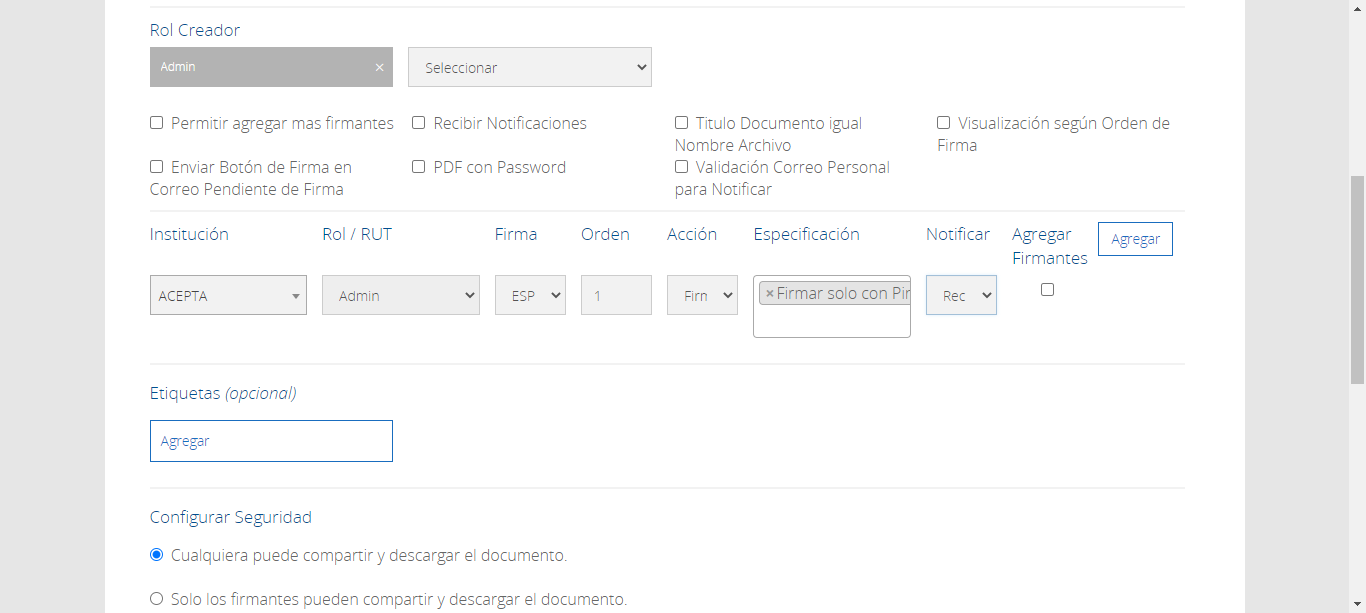 Rol Creador
Admin ×
Seleccionar
Permitir agregar mas firmantes
Recibir Notificaciones
Titulo Documento igual
Nombre Archivo
Visualización según Orden de
Firma
Enviar Botón de Firma en
Correo Pendiente de Firma
PDF con Password
Validación Correo Personal
para Notificar
Institución Rol / RUT Firma Orden Acción Especificación Notificar Agregar
Firmantes
Agregar
ACEPTA Admin ESP 1 Firn × Firmar solo con Pir Rec
Etiquetas (opcional)
Agregar
Configurar Seguridad
Cualquiera puede compartir y descargar el documento.
Solo los firmantes pueden compartir y descargar el documento.